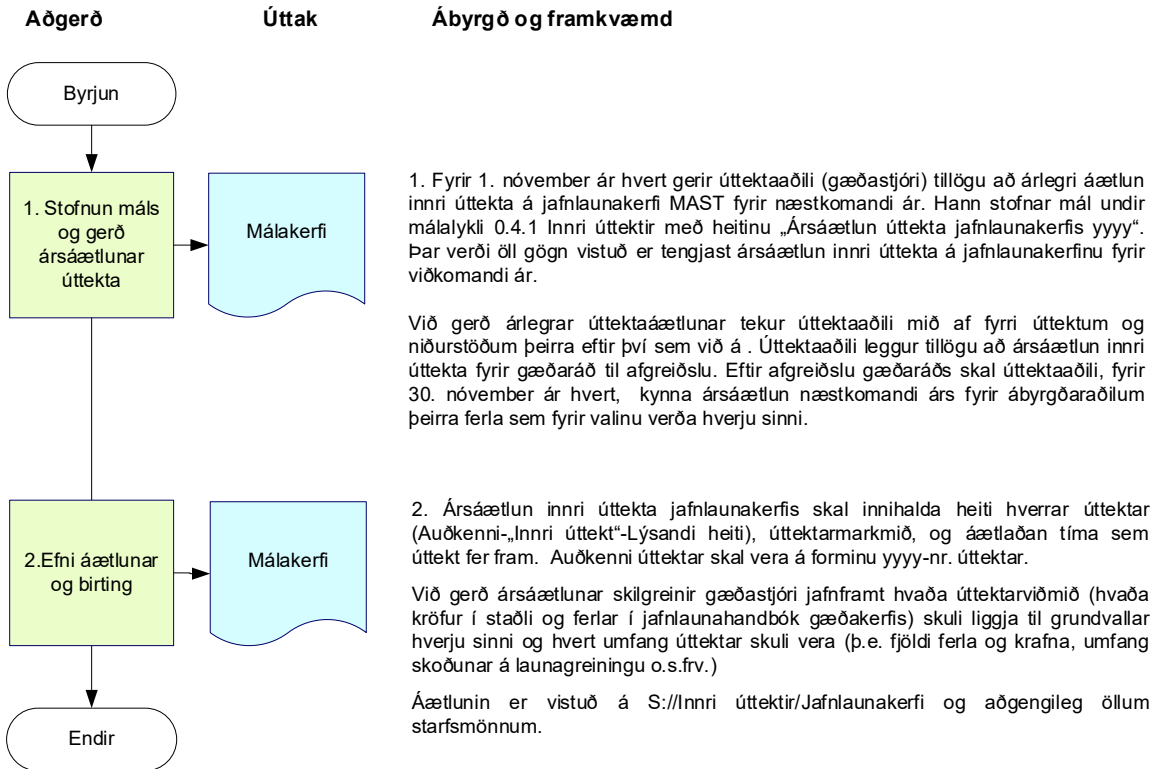 Aðgerð Úttak Ábyrgð og framkvæmd
Byrjun
1. Stofnun máls
og gerð
ársáætlunar
úttekta
Málakerfi
1. Fyrir 1. nóvember ár hvert gerir úttektaaðili (gæðastjóri) tillögu að árlegri áætlun
innri úttekta á jafnlaunakerfi MAST fyrir næstkomandi ár. Hann stofnar mál undir
málalykli 0.4.1 Innri úttektir með heitinu „Ársáætlun úttekta jafnlaunakerfis yyyy“.
Þar verði öll gögn vistuð er tengjast ársáætlun innri úttekta á jafnlaunakerfinu fyrir
viðkomandi ár.
Við gerð árlegrar úttektaáætlunar tekur úttektaaðili mið af fyrri úttektum og
niðurstöðum þeirra eftir því sem við á . Úttektaaðili leggur tillögu að ársáætlun innri
úttekta fyrir gæðaráð til afgreiðslu. Eftir afgreiðslu gæðaráðs skal úttektaaðili, fyrir
30. nóvember ár hvert, kynna ársáætlun næstkomandi árs fyrir ábyrgðaraðilum
þeirra ferla sem fyrir valinu verða hverju sinni.
2.Efni áætlunar
og birting
Málakerfi
2. Ársáætlun innri úttekta jafnlaunakerfis skal innihalda heiti hverrar úttektar
(Auðkenni-„Innri úttekt“-Lýsandi heiti), úttektarmarkmið, og áætlaðan tíma sem
úttekt fer fram. Auðkenni úttektar skal vera á forminu yyyy-nr. úttektar.
Við gerð ársáætlunar skilgreinir gæðastjóri jafnframt hvaða úttektarviðmið (hvaða
kröfur í staðli og ferlar í jafnlaunahandbók gæðakerfis) skuli liggja til grundvallar
hverju sinni og hvert umfang úttektar skuli vera (þ.e. fjöldi ferla og krafna, umfang
skoðunar á launagreiningu o.s.frv.)
Áætlunin er vistuð á S://Innri úttektir/Jafnlaunakerfi og aðgengileg öllum
starfsmönnum.
Endir